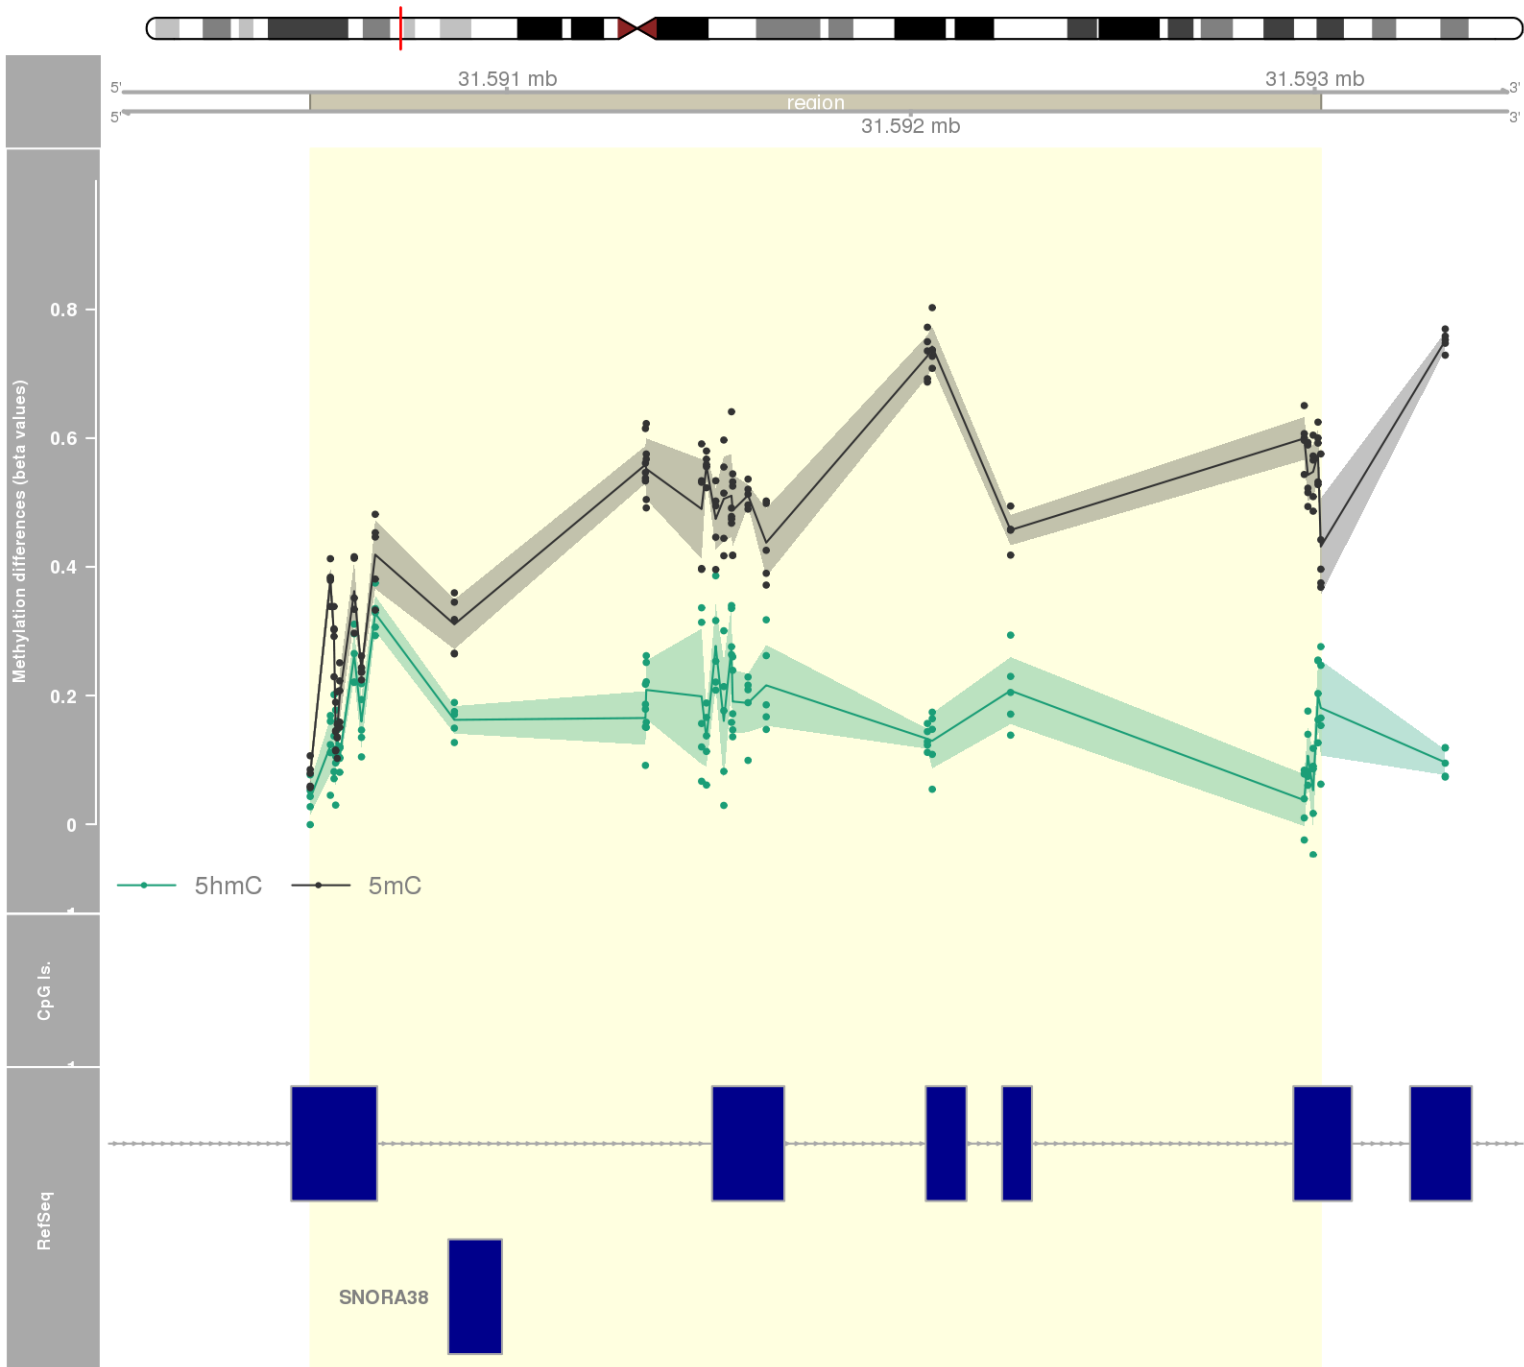 31.591 mb
31.593 mb
5'
3'
region
5'
3'
31.592 mb
Methylation differences (beta values)
0.8
0.6
0.4
0.2
0
5hmC
5mC
CpG Is.
RefSeq
SNORA38